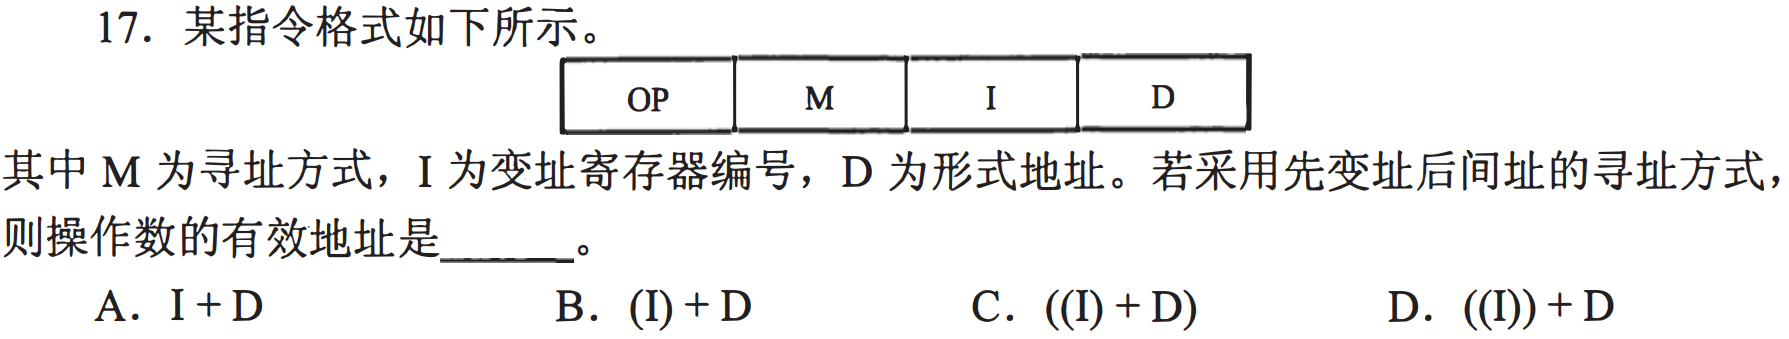 17. 某指令格式如下所示。
OP M I D
其中 M 为寻址方式，I 为变址寄存器编号，D 为形式地址。若采用先变址后间址的寻址方式，
则操作数的有效地址是______。
A. I + D B. (I) + D C. ((I) + D) D. ((I)) + D